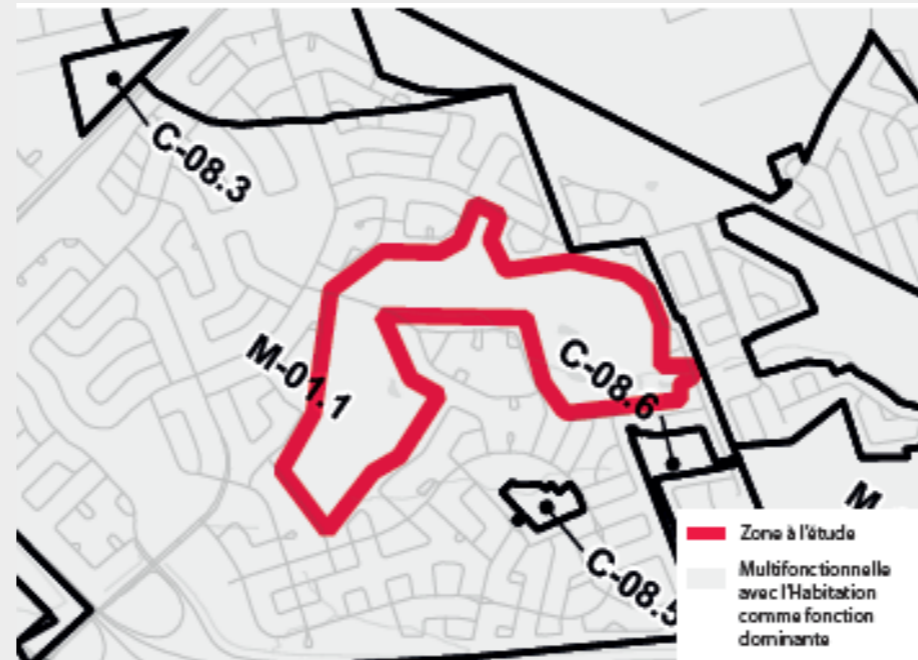 C-08.3
M-01.1
C-08.6
C-08.5
M
Zone à l'étude
Multifonctionnelle
avec l'Habitation
comme fonction
dominante